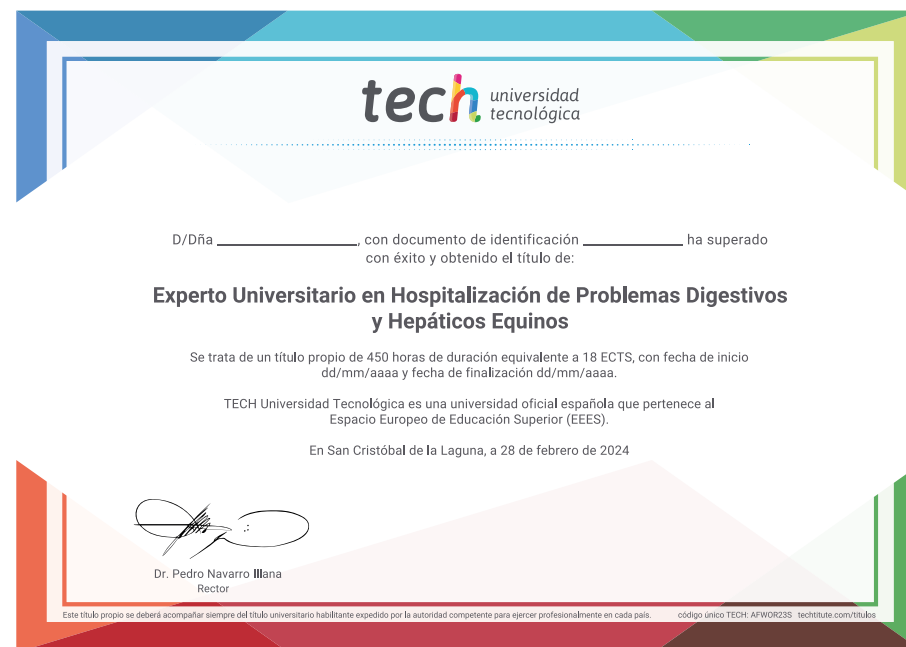 tech universidad
tecnológica
D/Dña ____________, con documento de identificación ____________ ha superado
con éxito y obtenido el título de:
Experto Universitario en Hospitalización de Problemas Digestivos
y Hepáticos Equinos
Se trata de un título propio de 450 horas de duración equivalente a 18 ECTS, con fecha de inicio
dd/mm/aaaa y fecha de finalización dd/mm/aaaa.
TECH Universidad Tecnológica es una universidad oficial española que pertenece al
Espacio Europeo de Educación Superior (EEES).
En San Cristóbal de la Laguna, a 28 de febrero de 2024
Dr. Pedro Navarro Illana
Rector
Este título propio se deberá acompañar siempre del título universitario habilitante expedido por la autoridad competente para ejercer profesionalmente en cada país. código único TECH: AFWOR23S techtitute.com/titulos